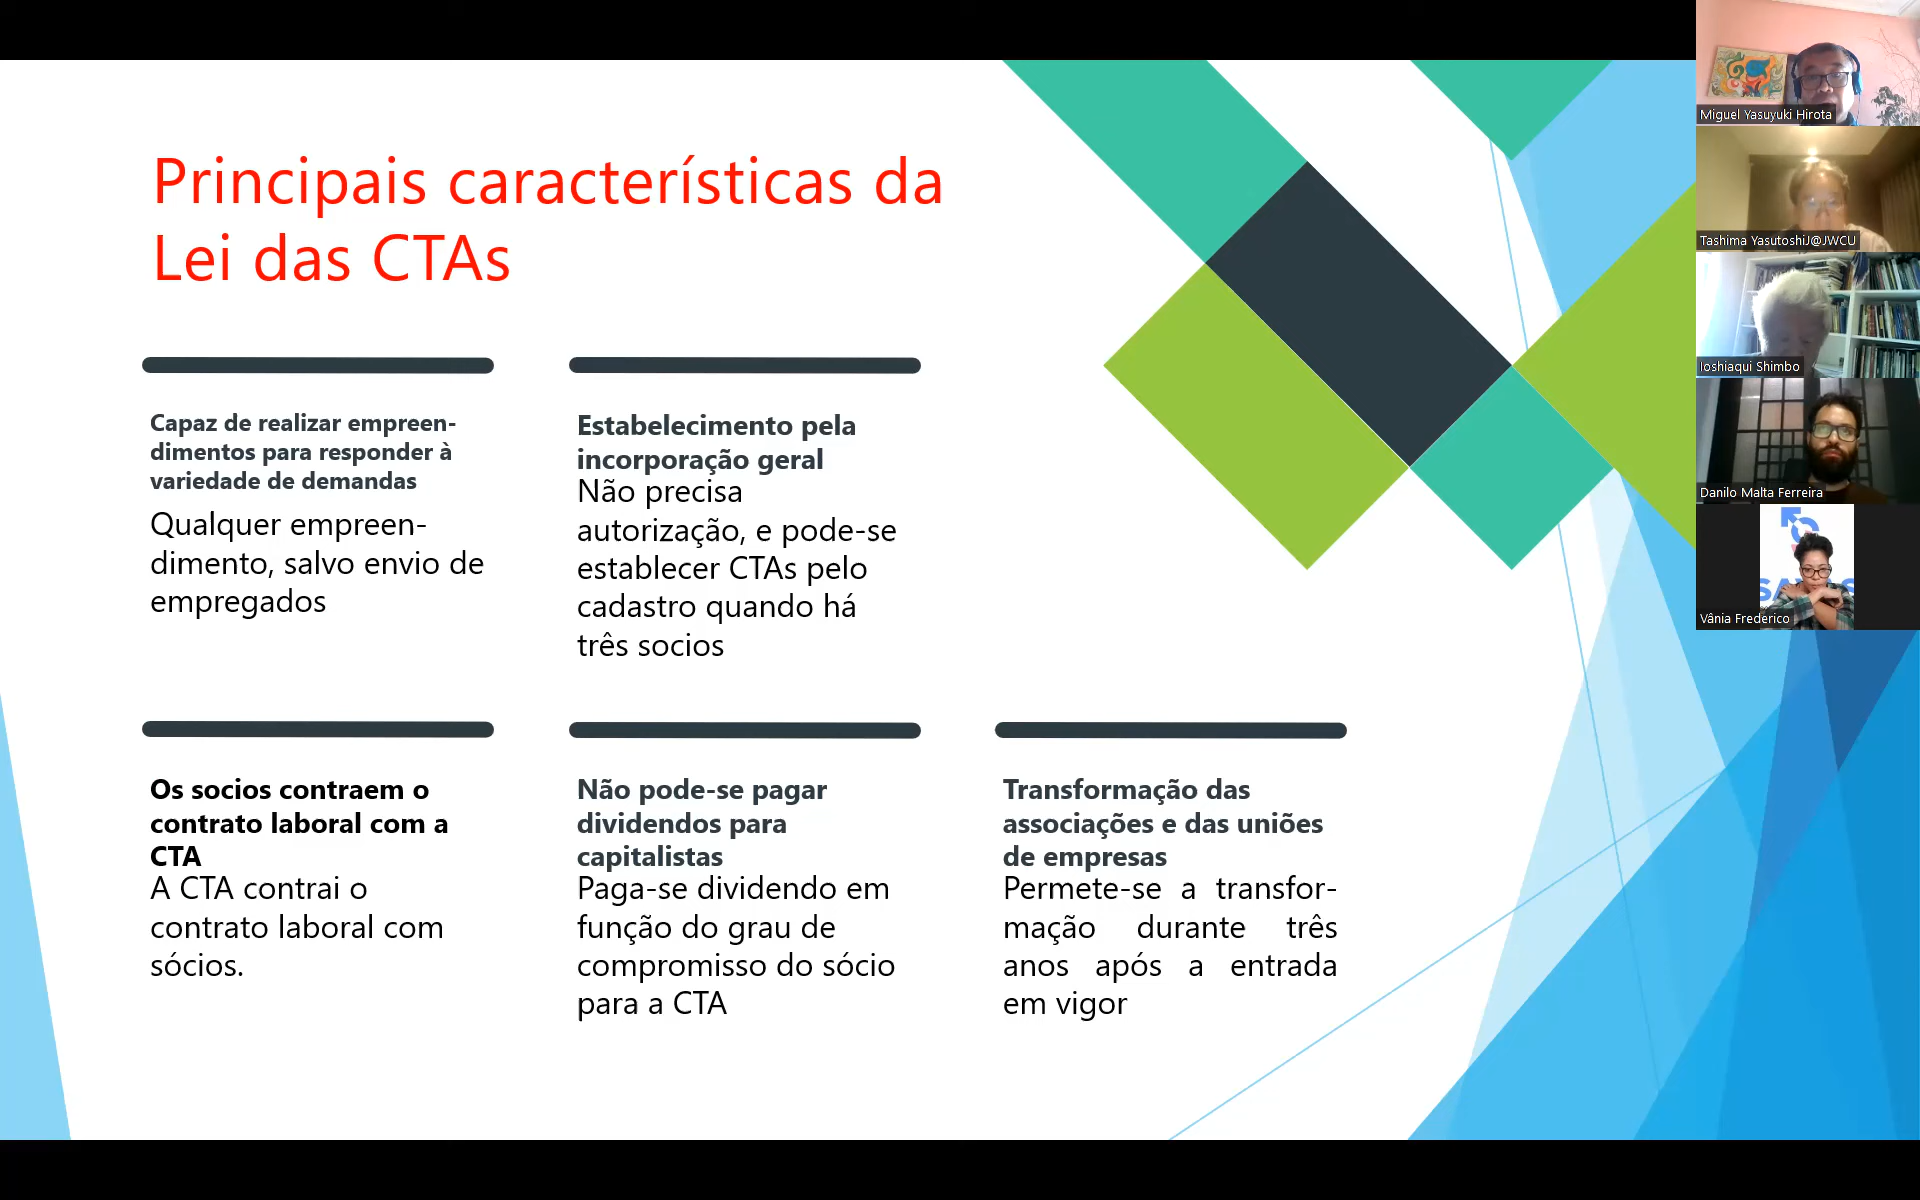 Principais características da
Lei das CTAs
Capaz de realizar empreen-
dimentos para responder à
variedade de demandas
Qualquer empreen-
dimento, salvo envio de
empregados
Estabelecimento pela
incorporação geral
Não precisa
autorização, e pode-se
establecer CTAs pelo
cadastro quando há
três socios
Os socios contraem o
contrato laboral com a
CTA
A CTA contrai o
contrato laboral com
sócios.
Não pode-se pagar
dividendos para
capitalistas
Paga-se dividendo em
função do grau de
compromisso do sócio
para a CTA
Transformação das
associações e das uniões
de empresas
Permete-se a transfor-
mação durante três
anos após a entrada
em vigor
Miguel Yasuyuki Hirota
Tashima YasutoshiJ@JWCU
Ioshiaqui Shimbo
Danilo Malta Ferreira
Vânia Frederico